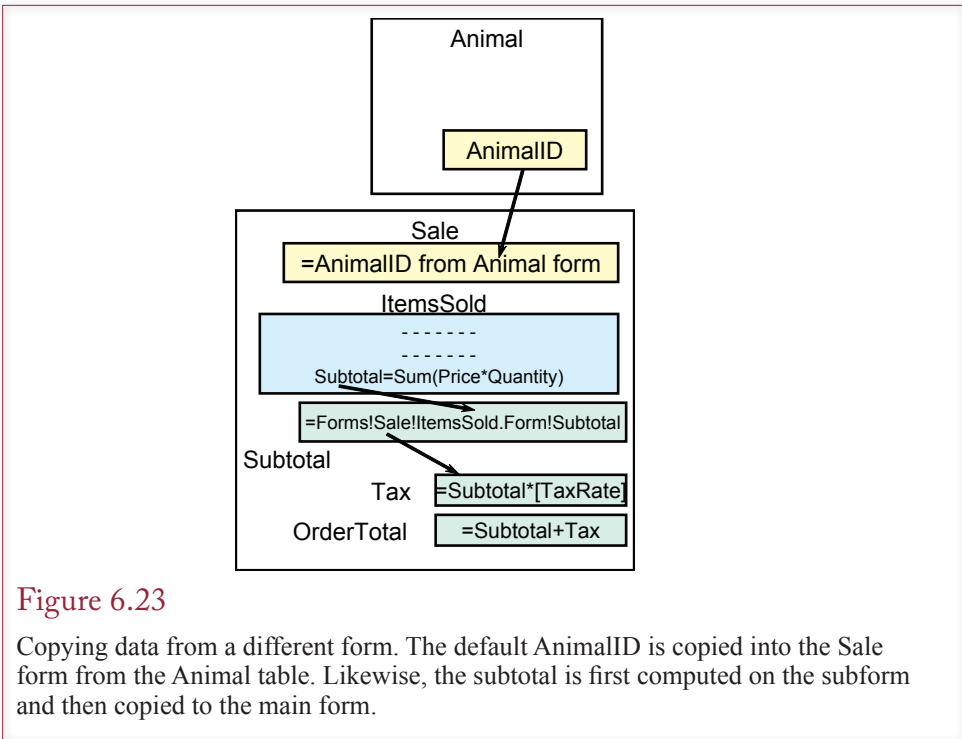 Animal
AnimalID
Sale
=AnimalID from Animal form
ItemsSold
- - - - - - -
- - - - - - -
Subtotal=Sum(Price*Quantity)
=Forms!Sale!ItemsSold.Form!Subtotal
Subtotal
Tax =Subtotal*[TaxRate]
OrderTotal =Subtotal+Tax
Figure 6.23
Copying data from a different form. The default AnimalID is copied into the Sale
form from the Animal table. Likewise, the subtotal is first computed on the subform
and then copied to the main form.